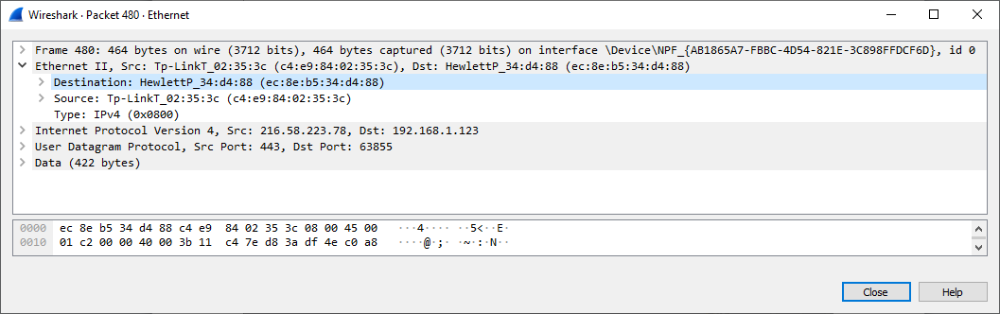 Wireshark · Packet 480 · Ethernet
Frame 480: 464 bytes on wire (3712 bits), 464 bytes captured (3712 bits) on interface \Device\NPF_{AB1865A7-FBBC-4D54-821E-3C898FFDCF6D}, id 0
Ethernet II, Src: Tp-LinkT_02:35:3c (c4:e9:84:02:35:3c), Dst: HewlettP_34:d4:88 (ec:8e:b5:34:d4:88)
Destination: HewlettP_34:d4:88 (ec:8e:b5:34:d4:88)
Source: Tp-LinkT_02:35:3c (c4:e9:84:02:35:3c)
Type: IPv4 (0x0800)
Internet Protocol Version 4, Src: 216.58.223.78, Dst: 192.168.1.123
User Datagram Protocol, Src Port: 443, Dst Port: 63855
Data (422 bytes)
0000 ec 8e b5 34 d4 88 c4 e9 84 02 35 3c 08 00 45 00 ···4···· ··5<··E·
0010 01 c2 00 00 40 00 3b 11 c4 7e d8 3a df 4e c0 a8 ····@·;· ·~·:·N··
Close Help